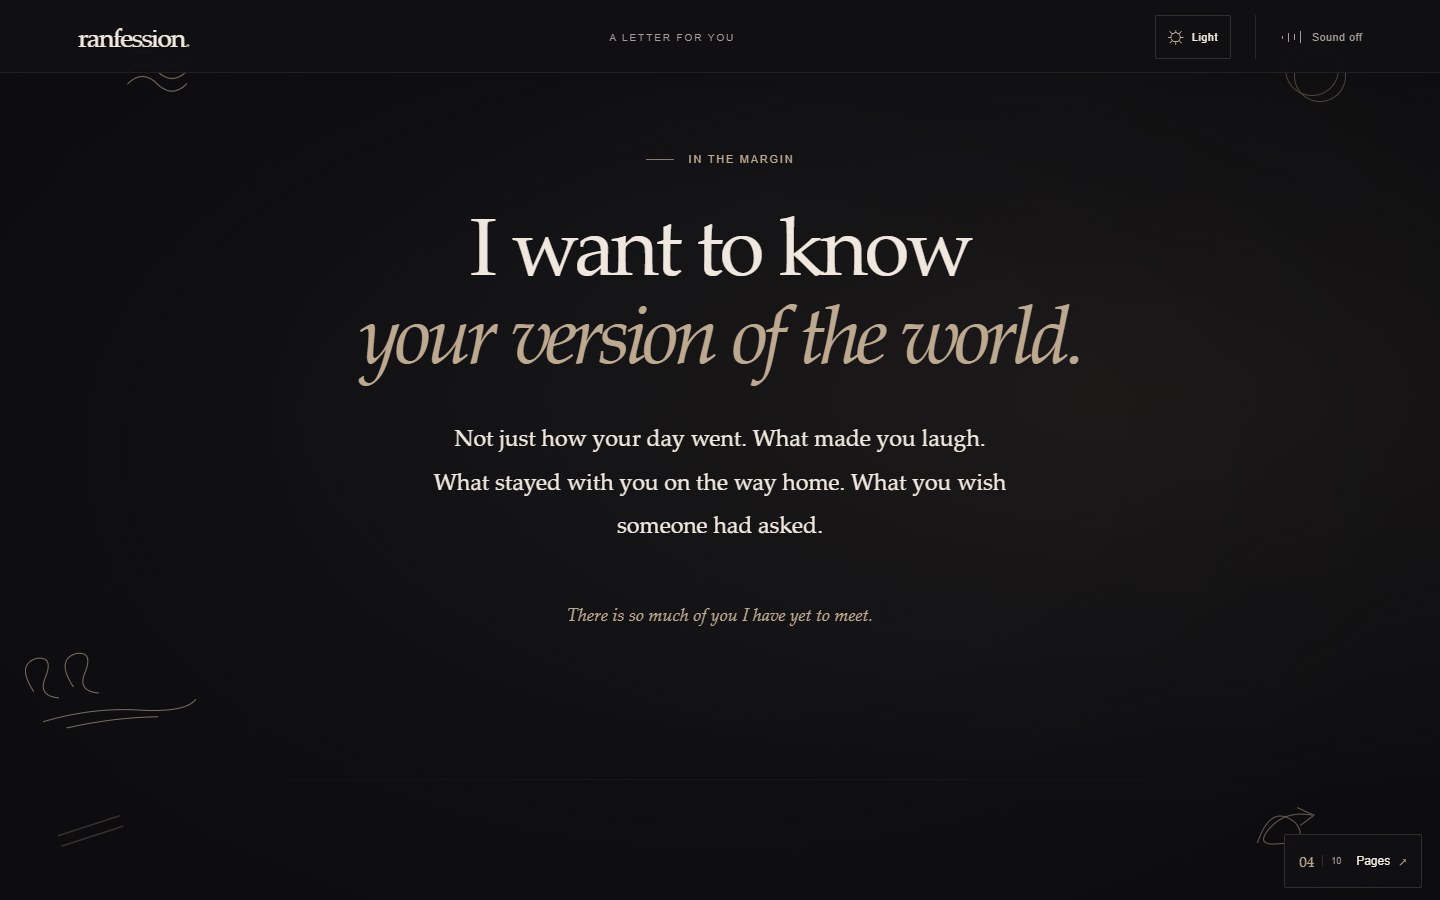 ranfession.
A LETTER FOR YOU
Light
Sound off
IN THE MARGIN
I want to know
your version of the world.
Not just how your day went. What made you laugh.
What stayed with you on the way home. What you wish
someone had asked.
There is so much of you I have yet to meet.
04 10 Pages ↗